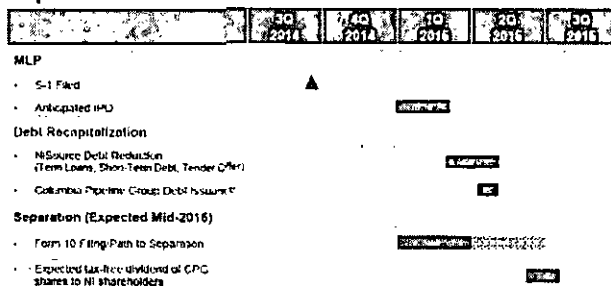 3Q 4Q 1Q 2Q 3Q
2014 2014 2015 2015 2015
MLP
• S-1 Filed
• Anticipated IPO
Debt Recapitalization
• NiSource Debt Reduction
(Term Loans, Short-Term Debt, Tender Offer)
• Columbia Pipeline Group Debt Issuance
Separation (Expected Mid-2015)
• Form 10 Filing/Path to Separation
• Expected tax-free dividend of CPG
shares to NI shareholders